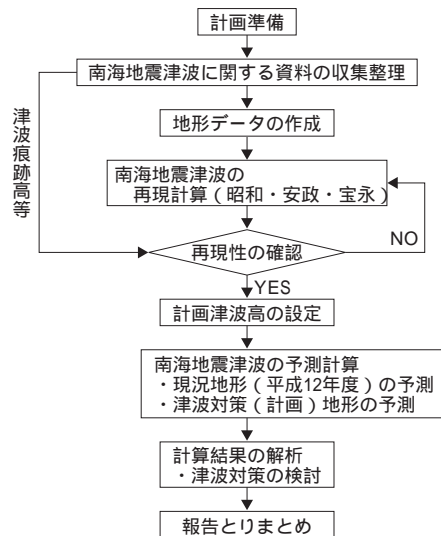 計画準備
南海地震津波に関する資料の収集整理
津波痕跡高等
地形データの作成
南海地震津波の
再現計算（昭和・安政・宝永）
再現性の確認
NO
YES
計画津波高の設定
南海地震津波の予測計算
・現況地形（平成12年度）の予測
・津波対策（計画）地形の予測
計算結果の解析
・津波対策の検討
報告とりまとめ